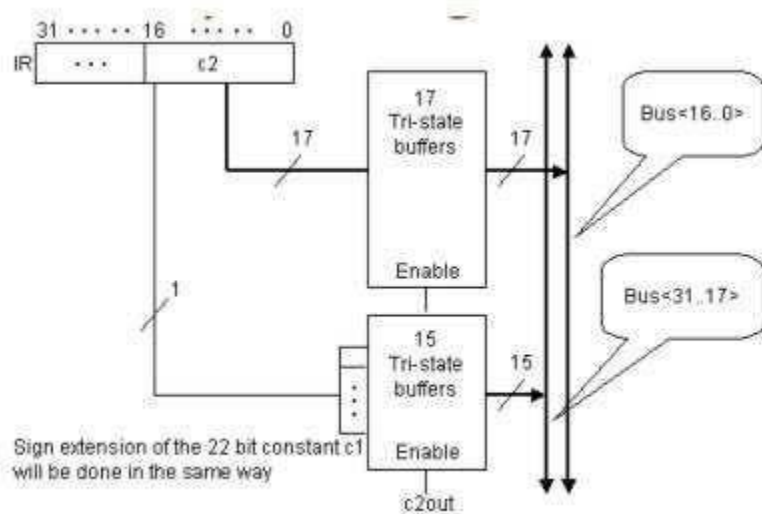 31 · · · · · 16 · · · · · 0
IR · · · c2
17
Tri-state
buffers
Enable
17
17
Bus<16..0>
1
15
Tri-state
buffers
Enable
15
Bus<31..17>
Sign extension of the 22 bit constant c1
will be done in the same way
c2out